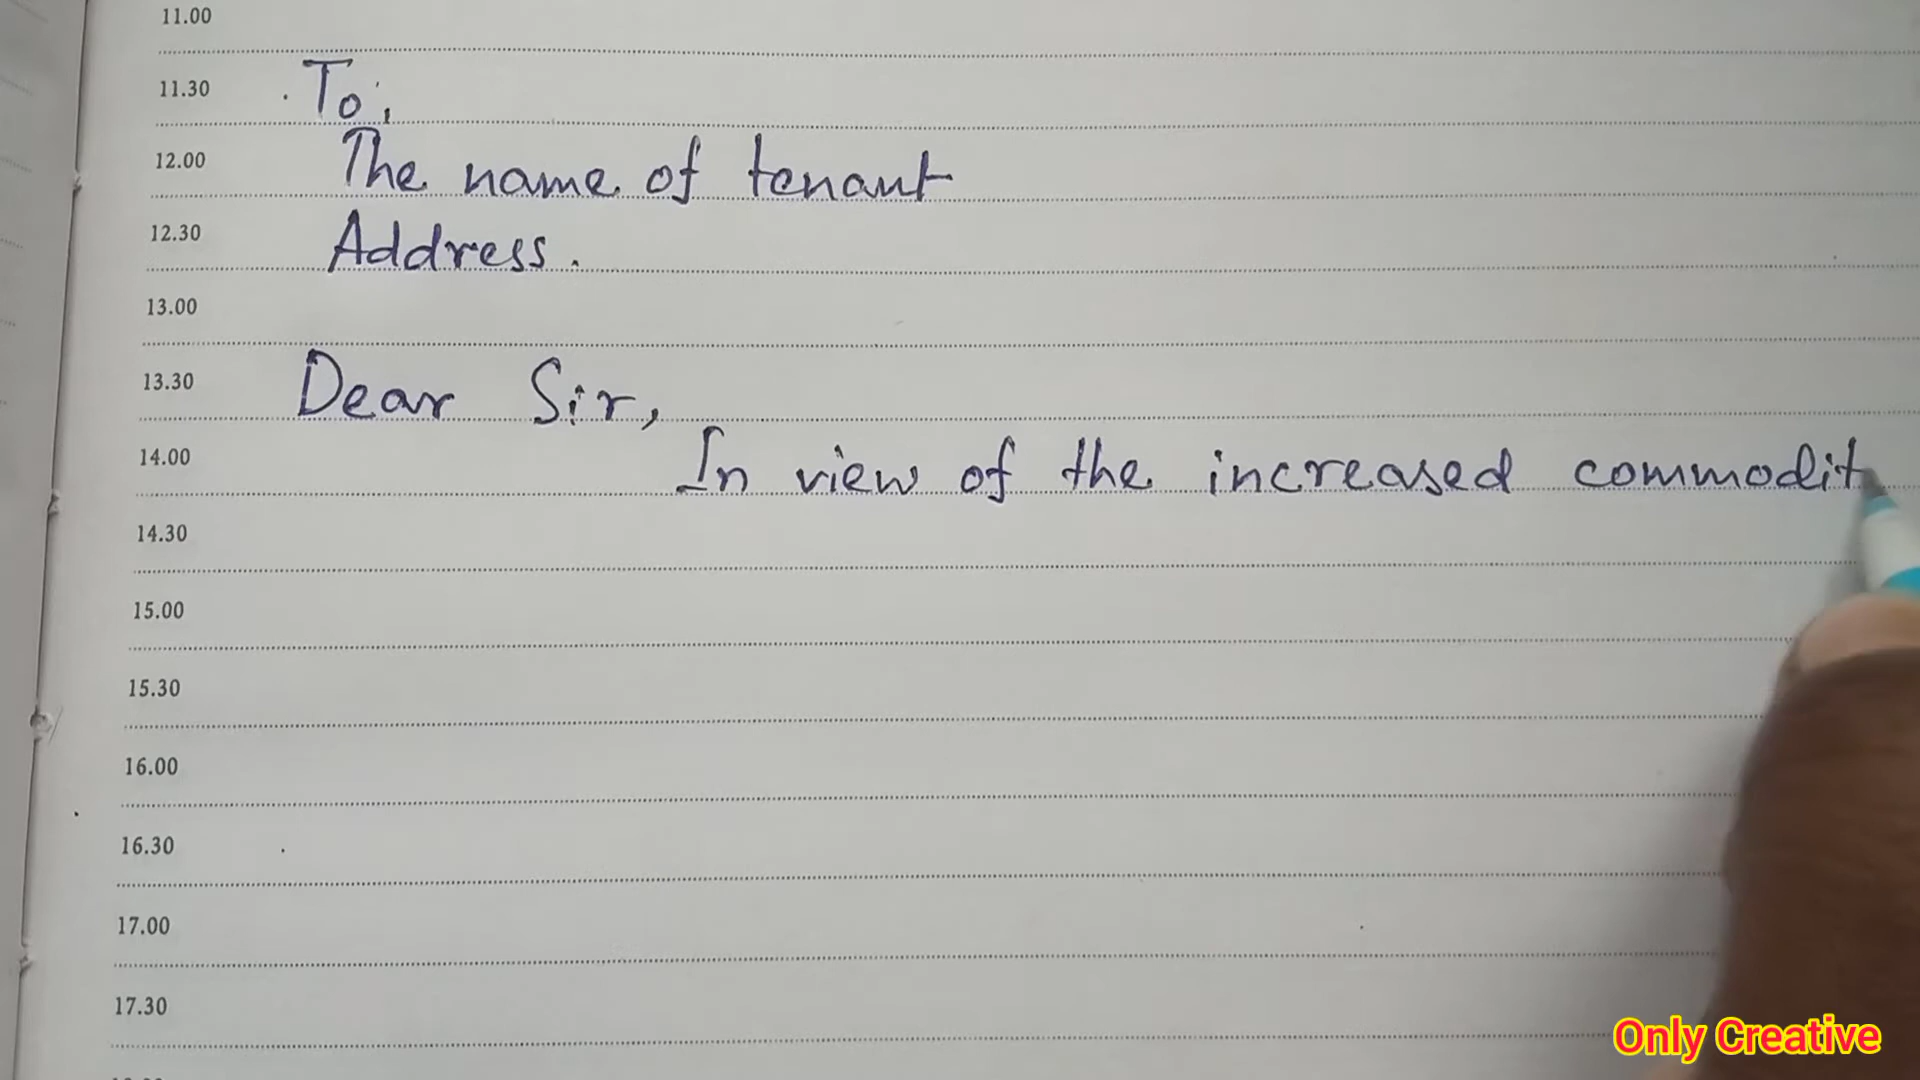 11.00
11.30 To,
12.00 The name of tenant
12.30 Address.
13.00
13.30 Dear Sir,
14.00 In view of the increased commodit
14.30
15.00
15.30
16.00
16.30
17.00
17.30
Only Creative